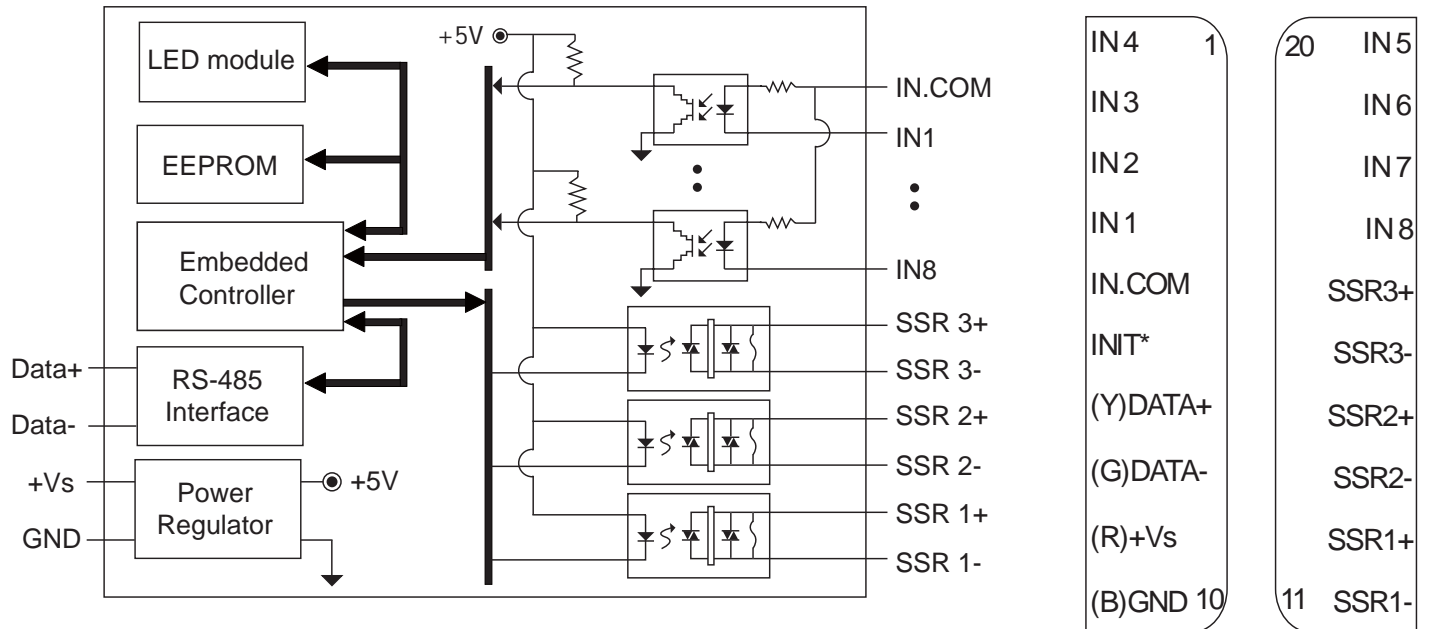 LED module
EEPROM
Embedded
Controller
RS-485
Interface
Power
Regulator
Data+
Data-
+Vs
GND
+5V
+5V
IN.COM
IN1
IN8
SSR 3+
SSR 3-
SSR 2+
SSR 2-
SSR 1+
SSR 1-
IN4 1
IN3
IN2
IN1
IN.COM
INIT*
(Y)DATA+
(G)DATA-
(R)+Vs
(B)GND 10
20 IN5
IN6
IN7
IN8
SSR3+
SSR3-
SSR2+
SSR2-
SSR1+
11 SSR1-